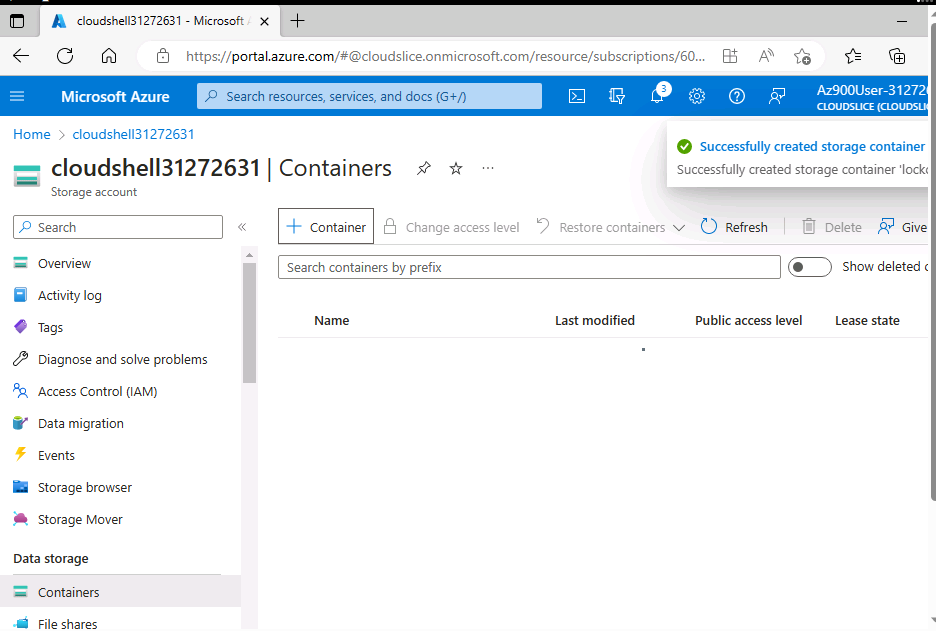 cloudshell31272631 - Microsoft
https://portal.azure.com/#@cloudslice.onmicrosoft.com/resource/subscriptions/60...
Microsoft Azure
Search resources, services, and docs (G+/)
3
Az900User-31272
CLOUDSLICE (CLOUDSLI
Home > cloudshell31272631
cloudshell31272631 | Containers
Storage account
Successfully created storage container
Successfully created storage container 'lock
Search
Container
Change access level
Restore containers
Refresh
Delete
Give
Search containers by prefix
Show deleted
Name
Last modified
Public access level
Lease state
Overview
Activity log
Tags
Diagnose and solve problems
Access Control (IAM)
Data migration
Events
Storage browser
Storage Mover
Data storage
Containers
File shares